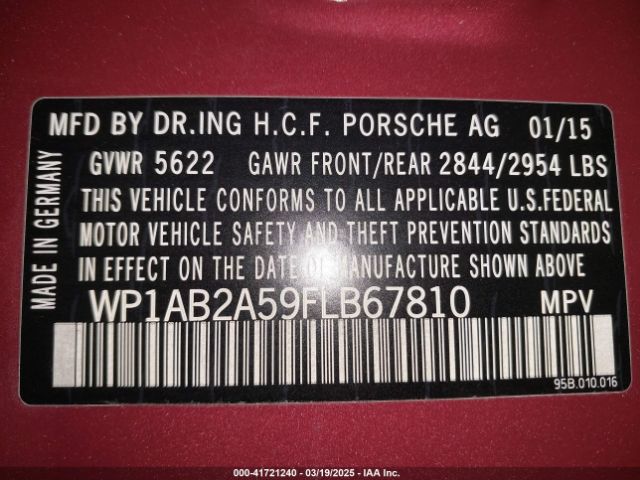 MFD BY DR.ING H.C.F. PORSCHE AG 01/15
GVWR 5622 GAWR FRONT/REAR 2844/2954 LBS
THIS VEHICLE CONFORMS TO ALL APPLICABLE U.S.FEDERAL
MOTOR VEHICLE SAFETY AND THEFT PREVENTION STANDARDS
IN EFFECT ON THE DATE OF MANUFACTURE SHOWN ABOVE
WP1AB2A59FLB67810 MPV
95B.010.016
MADE IN GERMANY
000-41721240 - 03/19/2025 - IAA Inc.